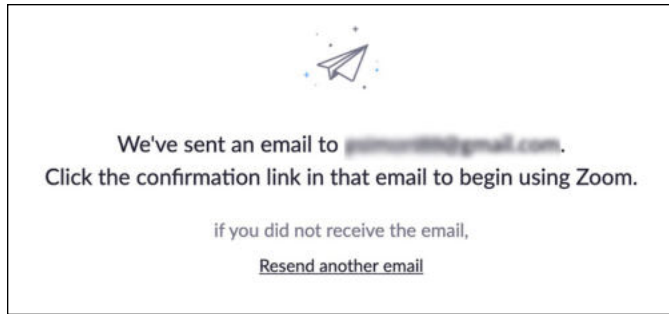 We've sent an email to .
Click the confirmation link in that email to begin using Zoom.
if you did not receive the email,
Resend another email